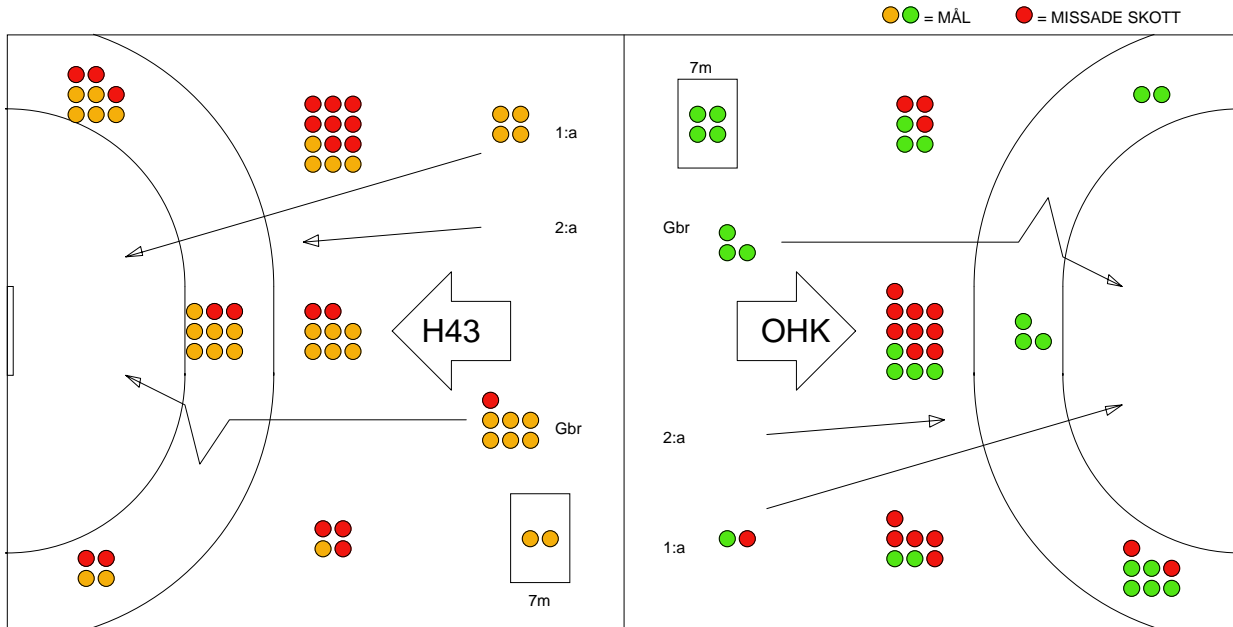 = MÅL = MISSADE SKOTT
7m
1:a
2:a
H43
Gbr
7m
Gbr
OHK
2:a
1:a